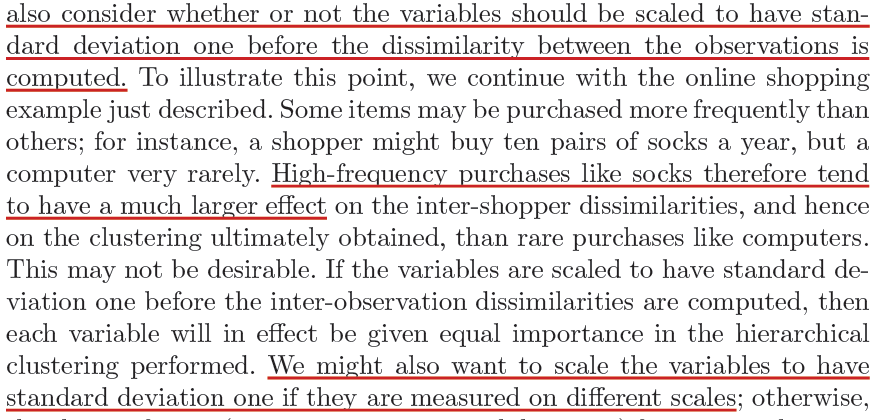 also consider whether or not the variables should be scaled to have stan-
dard deviation one before the dissimilarity between the observations is
computed. To illustrate this point, we continue with the online shopping
example just described. Some items may be purchased more frequently than
others; for instance, a shopper might buy ten pairs of socks a year, but a
computer very rarely. High-frequency purchases like socks therefore tend
to have a much larger effect on the inter-shopper dissimilarities, and hence
on the clustering ultimately obtained, than rare purchases like computers.
This may not be desirable. If the variables are scaled to have standard de-
viation one before the inter-observation dissimilarities are computed, then
each variable will in effect be given equal importance in the hierarchical
clustering performed. We might also want to scale the variables to have
standard deviation one if they are measured on different scales; otherwise,